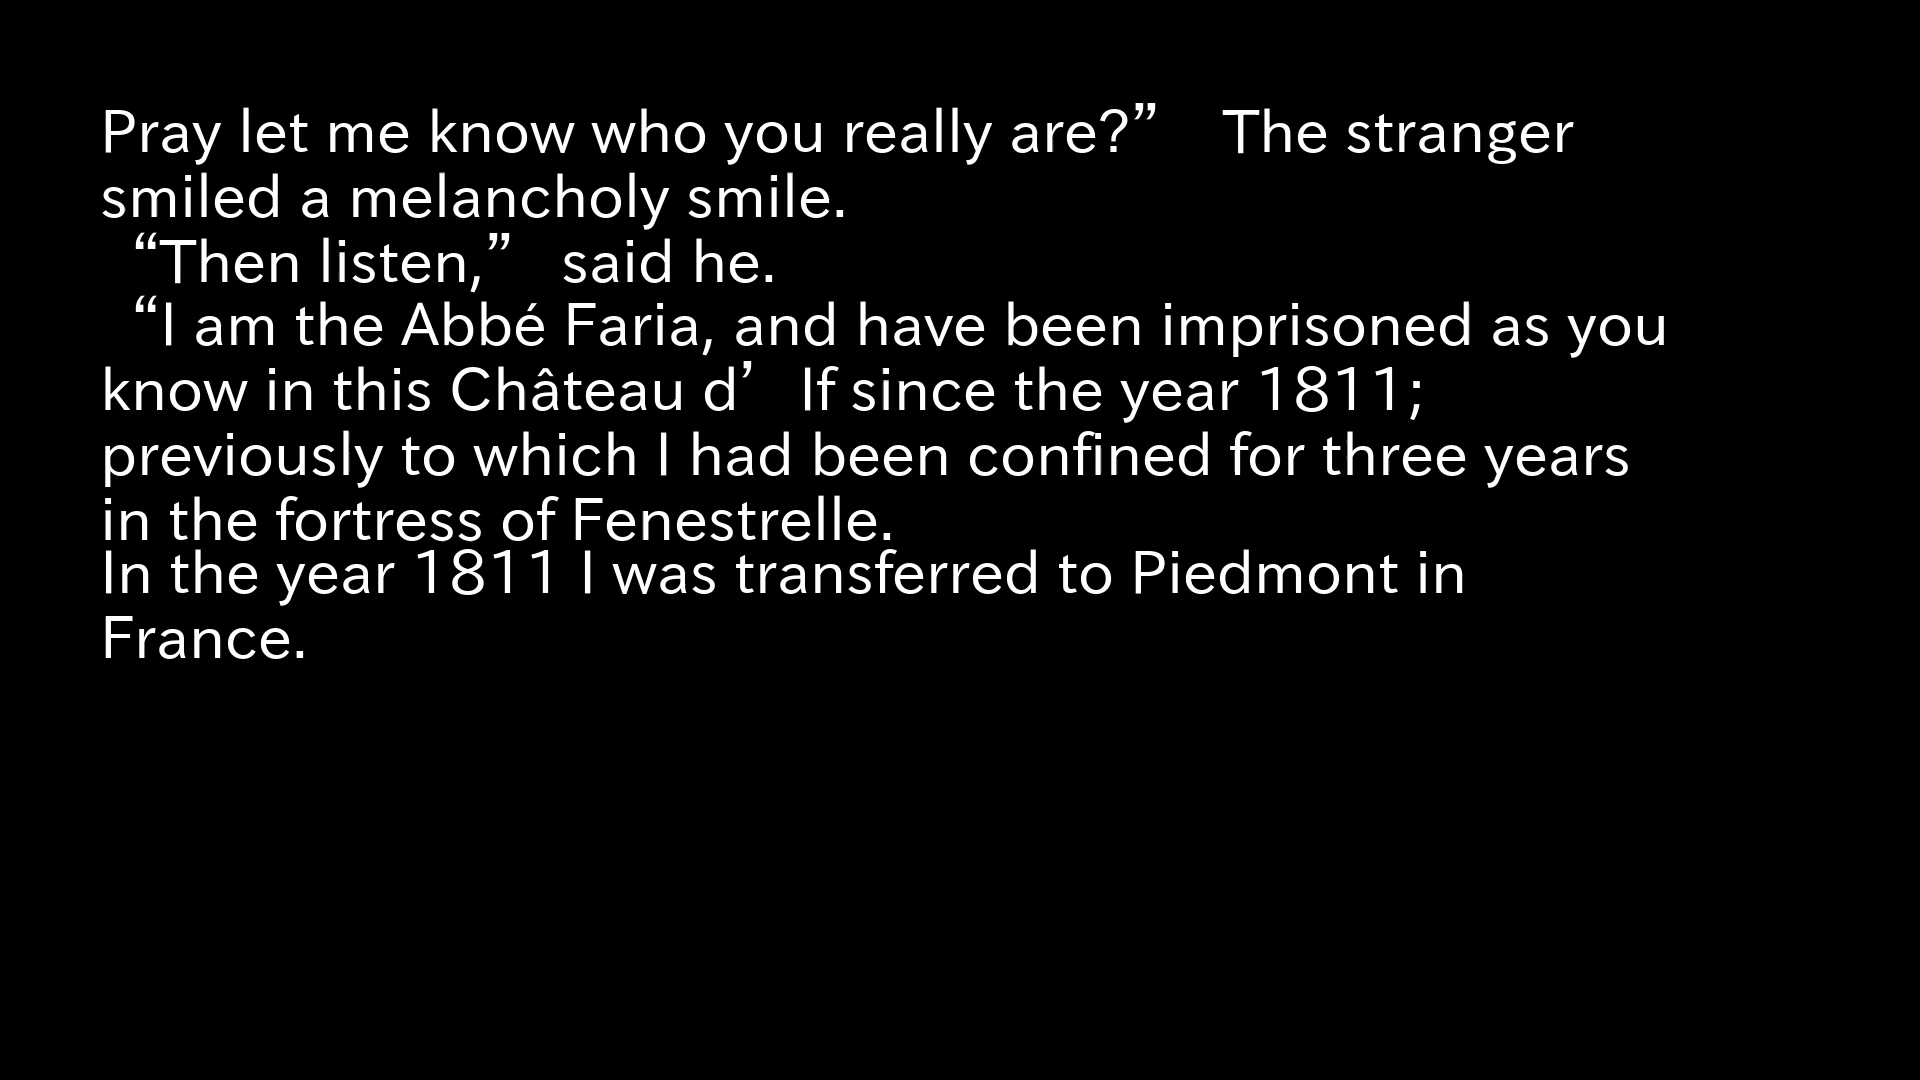 Pray let me know who you really are?” The stranger
smiled a melancholy smile.
“Then listen,” said he.
“I am the Abbé Faria, and have been imprisoned as you
know in this Château d’If since the year 1811;
previously to which I had been confined for three years
in the fortress of Fenestrelle.
In the year 1811 I was transferred to Piedmont in
France.